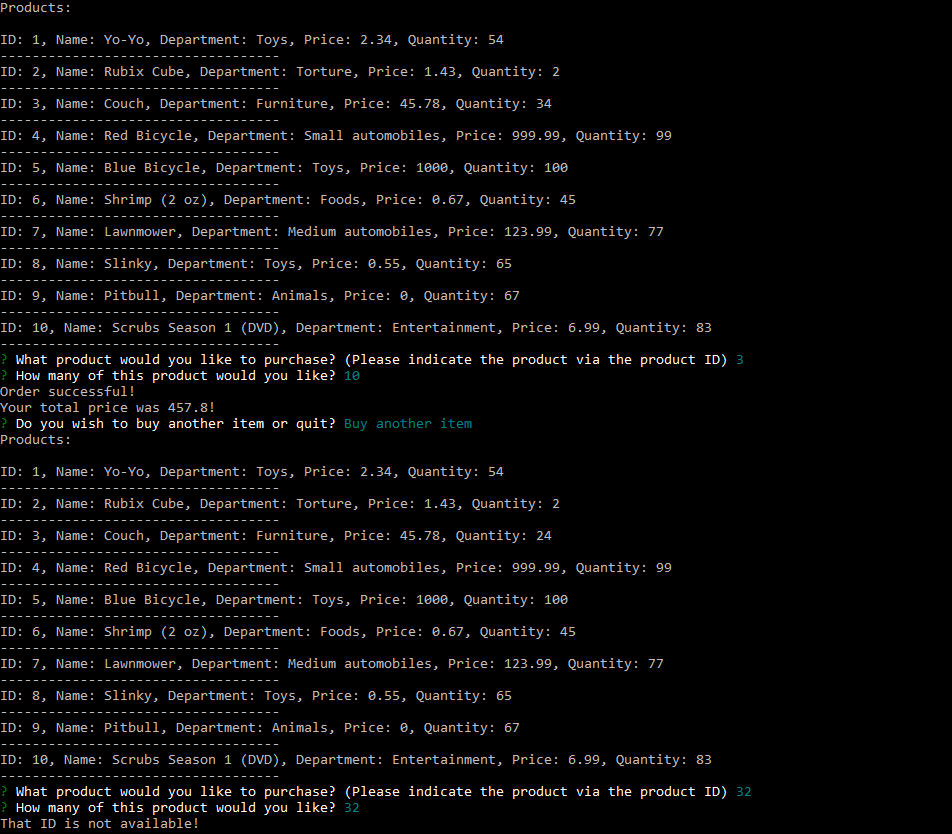 Products:
ID: 1, Name: Yo-Yo, Department: Toys, Price: 2.34, Quantity: 54
-----------------------------------
ID: 2, Name: Rubix Cube, Department: Torture, Price: 1.43, Quantity: 2
-----------------------------------
ID: 3, Name: Couch, Department: Furniture, Price: 45.78, Quantity: 34
-----------------------------------
ID: 4, Name: Red Bicycle, Department: Small automobiles, Price: 999.99, Quantity: 99
-----------------------------------
ID: 5, Name: Blue Bicycle, Department: Toys, Price: 1000, Quantity: 100
-----------------------------------
ID: 6, Name: Shrimp (2 oz), Department: Foods, Price: 0.67, Quantity: 45
-----------------------------------
ID: 7, Name: Lawnmower, Department: Medium automobiles, Price: 123.99, Quantity: 77
-----------------------------------
ID: 8, Name: Slinky, Department: Toys, Price: 0.55, Quantity: 65
-----------------------------------
ID: 9, Name: Pitbull, Department: Animals, Price: 0, Quantity: 67
-----------------------------------
ID: 10, Name: Scrubs Season 1 (DVD), Department: Entertainment, Price: 6.99, Quantity: 83
-----------------------------------
? What product would you like to purchase? (Please indicate the product via the product ID) 3
? How many of this product would you like? 10
Order successful!
Your total price was 457.8!
? Do you wish to buy another item or quit? Buy another item
Products:
ID: 1, Name: Yo-Yo, Department: Toys, Price: 2.34, Quantity: 54
-----------------------------------
ID: 2, Name: Rubix Cube, Department: Torture, Price: 1.43, Quantity: 2
-----------------------------------
ID: 3, Name: Couch, Department: Furniture, Price: 45.78, Quantity: 24
-----------------------------------
ID: 4, Name: Red Bicycle, Department: Small automobiles, Price: 999.99, Quantity: 99
-----------------------------------
ID: 5, Name: Blue Bicycle, Department: Toys, Price: 1000, Quantity: 100
-----------------------------------
ID: 6, Name: Shrimp (2 oz), Department: Foods, Price: 0.67, Quantity: 45
-----------------------------------
ID: 7, Name: Lawnmower, Department: Medium automobiles, Price: 123.99, Quantity: 77
-----------------------------------
ID: 8, Name: Slinky, Department: Toys, Price: 0.55, Quantity: 65
-----------------------------------
ID: 9, Name: Pitbull, Department: Animals, Price: 0, Quantity: 67
-----------------------------------
ID: 10, Name: Scrubs Season 1 (DVD), Department: Entertainment, Price: 6.99, Quantity: 83
-----------------------------------
? What product would you like to purchase? (Please indicate the product via the product ID) 32
? How many of this product would you like? 32
That ID is not available!